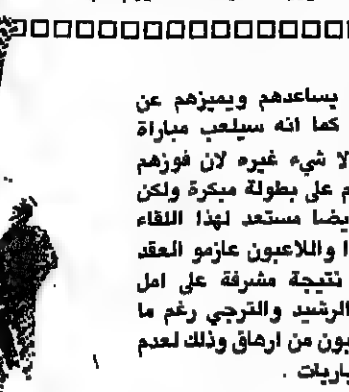 يساعدهم ويميزهم عن
كما انه سيلعب مباراة
لا شيء غيره لان فوزهم
م على بطولة مبكرة ولكن
يضا مستعد لهذا اللقاء
ا واللاعبون عازمو العقد
نتيجة مشرفة على امل
الرشيد والترجي رغم ما
بون من ارهاق وذلك لعدم
باريات .